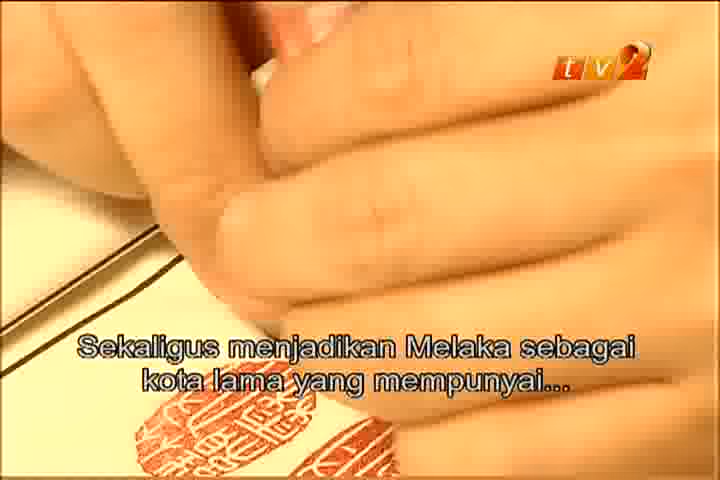 tv2
Sekaligus menjadikan Melaka sebagai
kota lama yang mempunyai...